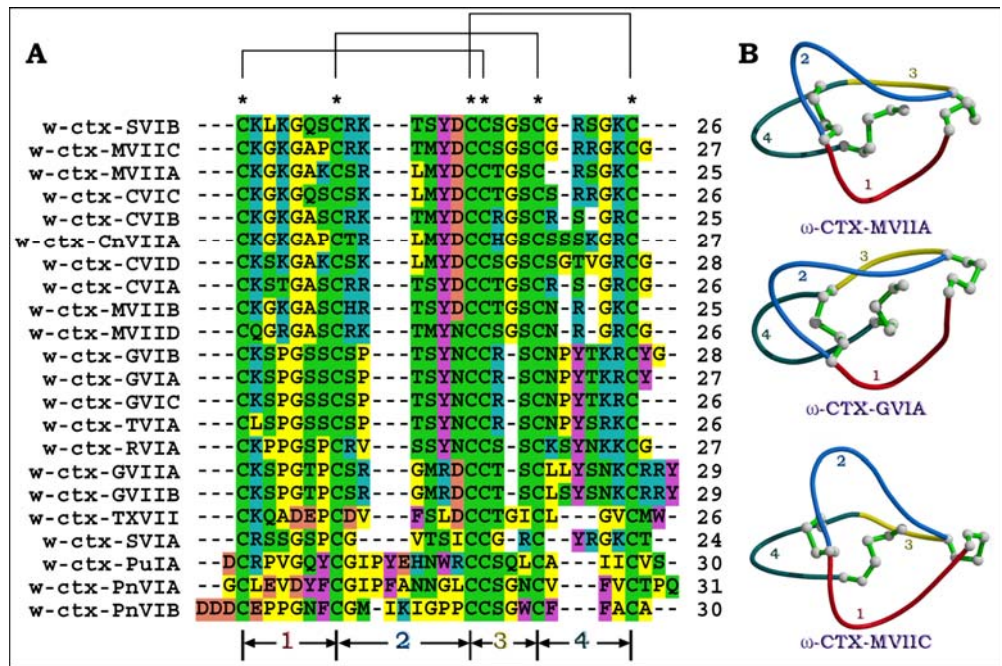 A
* * ** * *
w-ctx-SVIB ---CKLKGQSCRK---TSYDCCSGSCG-RSGKC--- 26
w-ctx-MVIIC ---CKGKGAPCRK---TMYDCCSGSCG-RRGKCG-- 27
w-ctx-MVIIA ---CKGKGAKCSR---LMYDCCTGSC--RSGKC--- 25
w-ctx-CVIC ---CKGKGQSCSK---LMYDCCTGSCS-RRGKC--- 26
w-ctx-CVIB ---CKGKGASCRK---TMYDCCRGSCR-S-GRC--- 25
w-ctx-CnVIIA ---CKGKGAPCTR---LMYDCCHGSCSSSKGRC--- 27
w-ctx-CVID ---CKSKGAKCSK---LMYDCCSGSCSGTVGRCG-- 28
w-ctx-CVIA ---CKSTGASCRR---TSYDCCTGSCR-S-GRCG-- 26
w-ctx-MVIIB ---CKGKGASCHR---TSYDCCTGSCN-R-GKC--- 25
w-ctx-MVIID ---CQGRGASCRK---TMYNCCSGSCN-R-GRCG-- 26
w-ctx-GVIB ---CKSPGSSCSP---TSYNCCR-SCNPYTKRCYG- 28
w-ctx-GVIA ---CKSPGSSCSP---TSYNCCR-SCNPYTKRCY-- 27
w-ctx-GVIC ---CKSPGSSCSP---TSYNCCR-SCNPYTKRC--- 26
w-ctx-TVIA ---CLSPGSSCSP---TSYNCCR-SCNPYSRKC--- 26
w-ctx-RVIA ---CKPPGSPCRV---SSYNCCS-SCKSYNKKCG-- 27
w-ctx-GVIIA ---CKSPGTPCSR---GMRDCCT-SCLLYSNKCRRY 29
w-ctx-GVIIB ---CKSPGTPCSR---GMRDCCT-SCLSYSNKCRRY 29
w-ctx-TXVII ---CKQADEPCDV---FSLDCCTGICL---GVCMW- 26
w-ctx-SVIA ---CRSSGSPCG----VTSICCG-RC--YRGKCT-- 24
w-ctx-PuIA --DCRPVGQYCGIPYEHNWRCCSQLCA---IICVS- 30
w-ctx-PnVIA --GCLEVDYFCGIPFANNGLCCSGNCV---FVCTPQ 31
w-ctx-PnVIB DDDCEPPGNFCGM-IKIGPPCCSGWCF---FACA-- 30
1 2 3 4
B
2
3
4
1
ω-CTX-MVIIA
3
2
4
1
ω-CTX-GVIA
2
4
3
1
ω-CTX-MVIIC